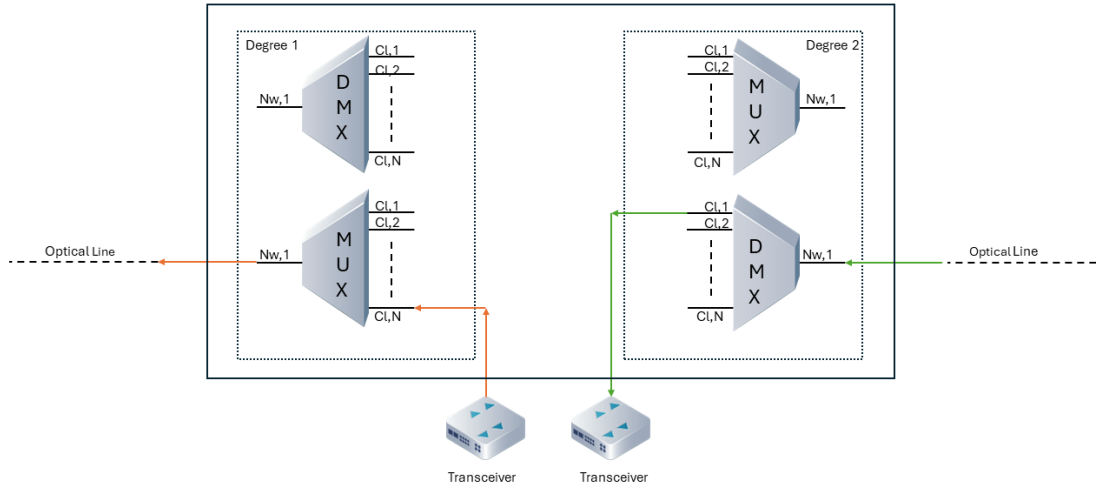 Degree 1
Cl,1
Cl,2
Nw,1
D
M
X
Cl,N
Cl,1
Cl,2
Nw,1
M
U
X
Cl,N
Optical Line
Degree 2
Cl,1
Cl,2
Nw,1
M
U
X
Cl,N
Cl,1
Cl,2
Nw,1
D
M
X
Cl,N
Optical Line
Transceiver
Transceiver